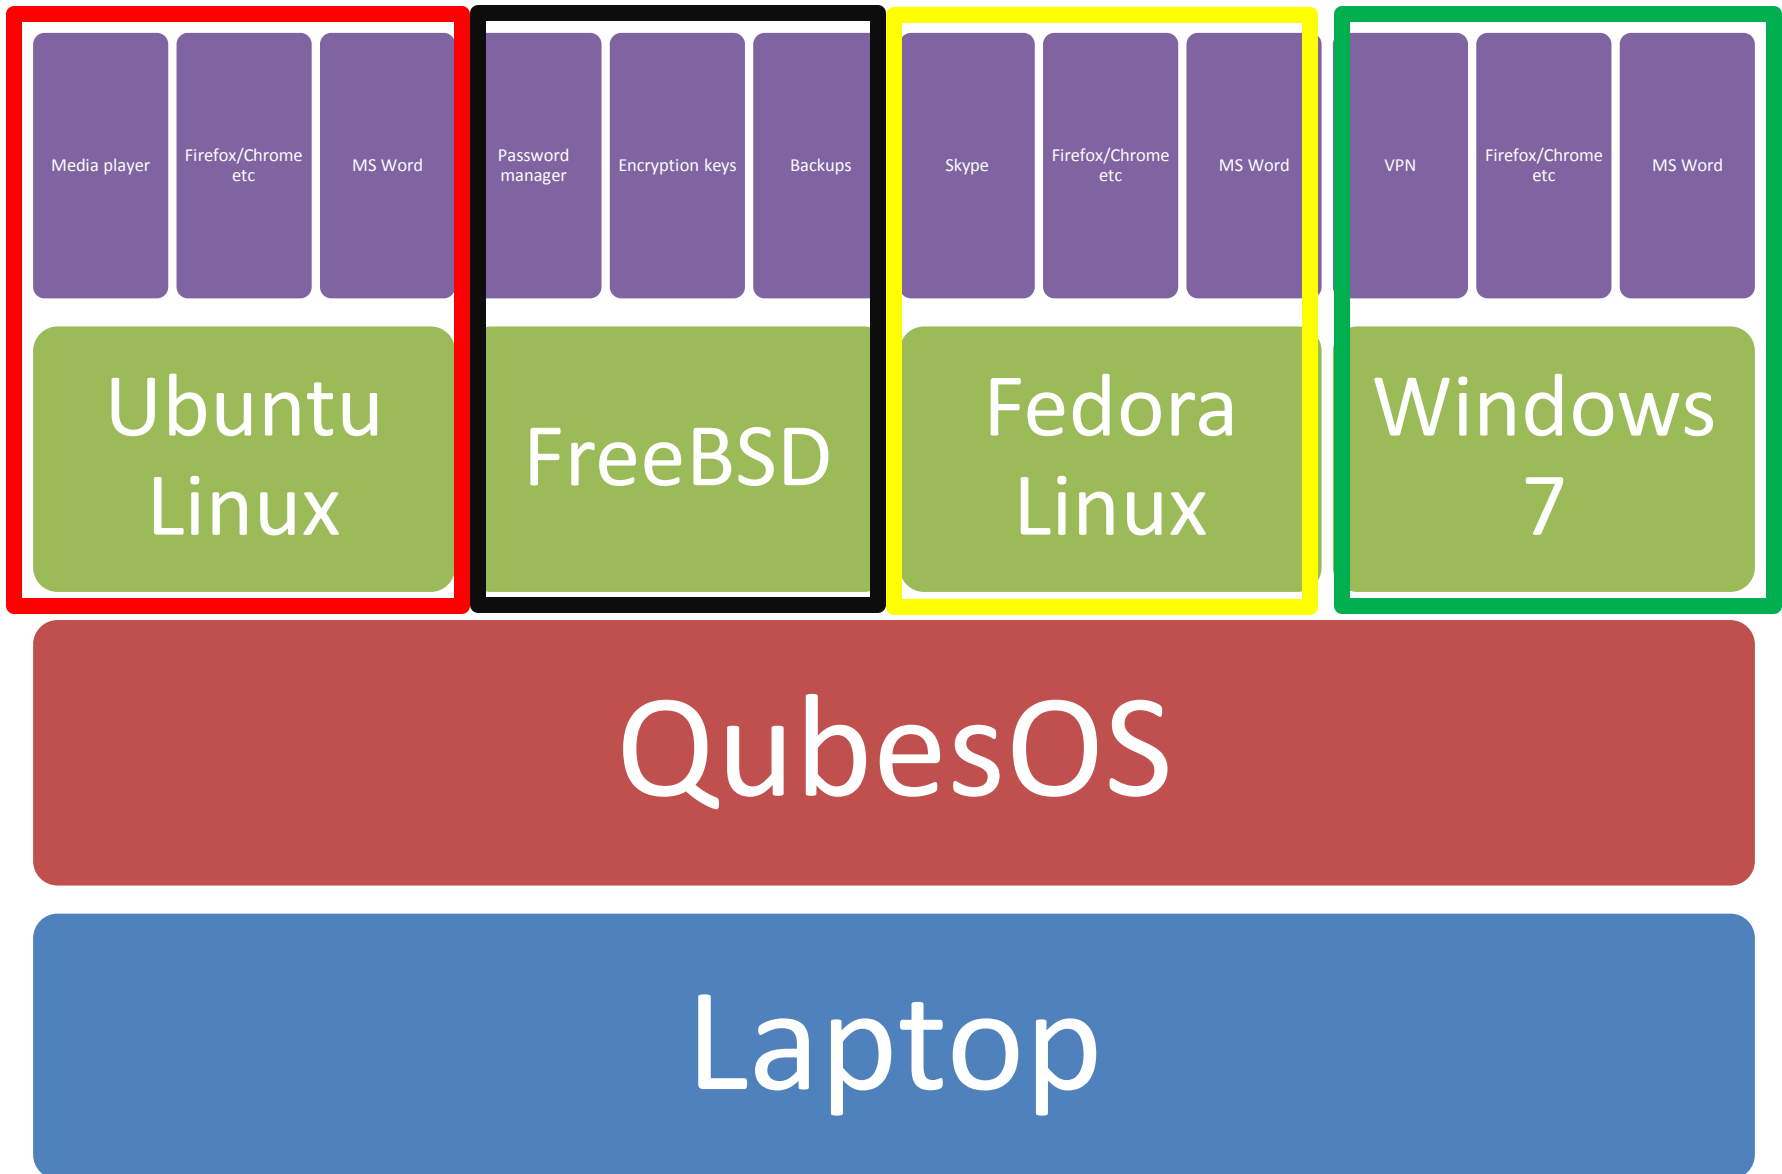 Media player
Firefox/Chrome
etc
MS Word
Password
manager
Encryption keys
Backups
Skype
Firefox/Chrome
etc
MS Word
VPN
Firefox/Chrome
etc
MS Word
Ubuntu
Linux
FreeBSD
Fedora
Linux
Windows
7
QubesOS
Laptop